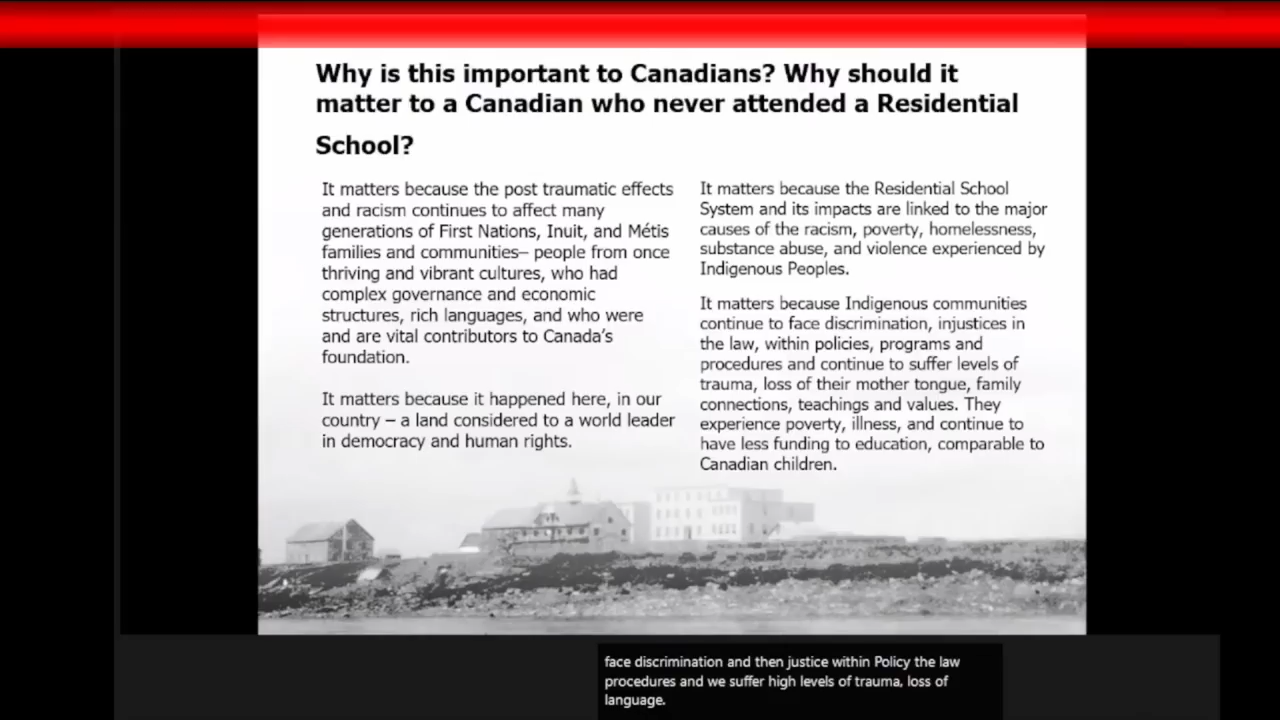 Why is this important to Canadians? Why should it
matter to a Canadian who never attended a Residential
School?
It matters because the post traumatic effects
and racism continues to affect many
generations of First Nations, Inuit, and Métis
families and communities– people from once
thriving and vibrant cultures, who had
complex governance and economic
structures, rich languages, and who were
and are vital contributors to Canada’s
foundation.
It matters because it happened here, in our
country – a land considered to a world leader
in democracy and human rights.
It matters because the Residential School
System and its impacts are linked to the major
causes of the racism, poverty, homelessness,
substance abuse, and violence experienced by
Indigenous Peoples.
It matters because Indigenous communities
continue to face discrimination, injustices in
the law, within policies, programs and
procedures and continue to suffer levels of
trauma, loss of their mother tongue, family
connections, teachings and values. They
experience poverty, illness, and continue to
have less funding to education, comparable to
Canadian children.
face discrimination and then justice within Policy the law
procedures and we suffer high levels of trauma, loss of
language.